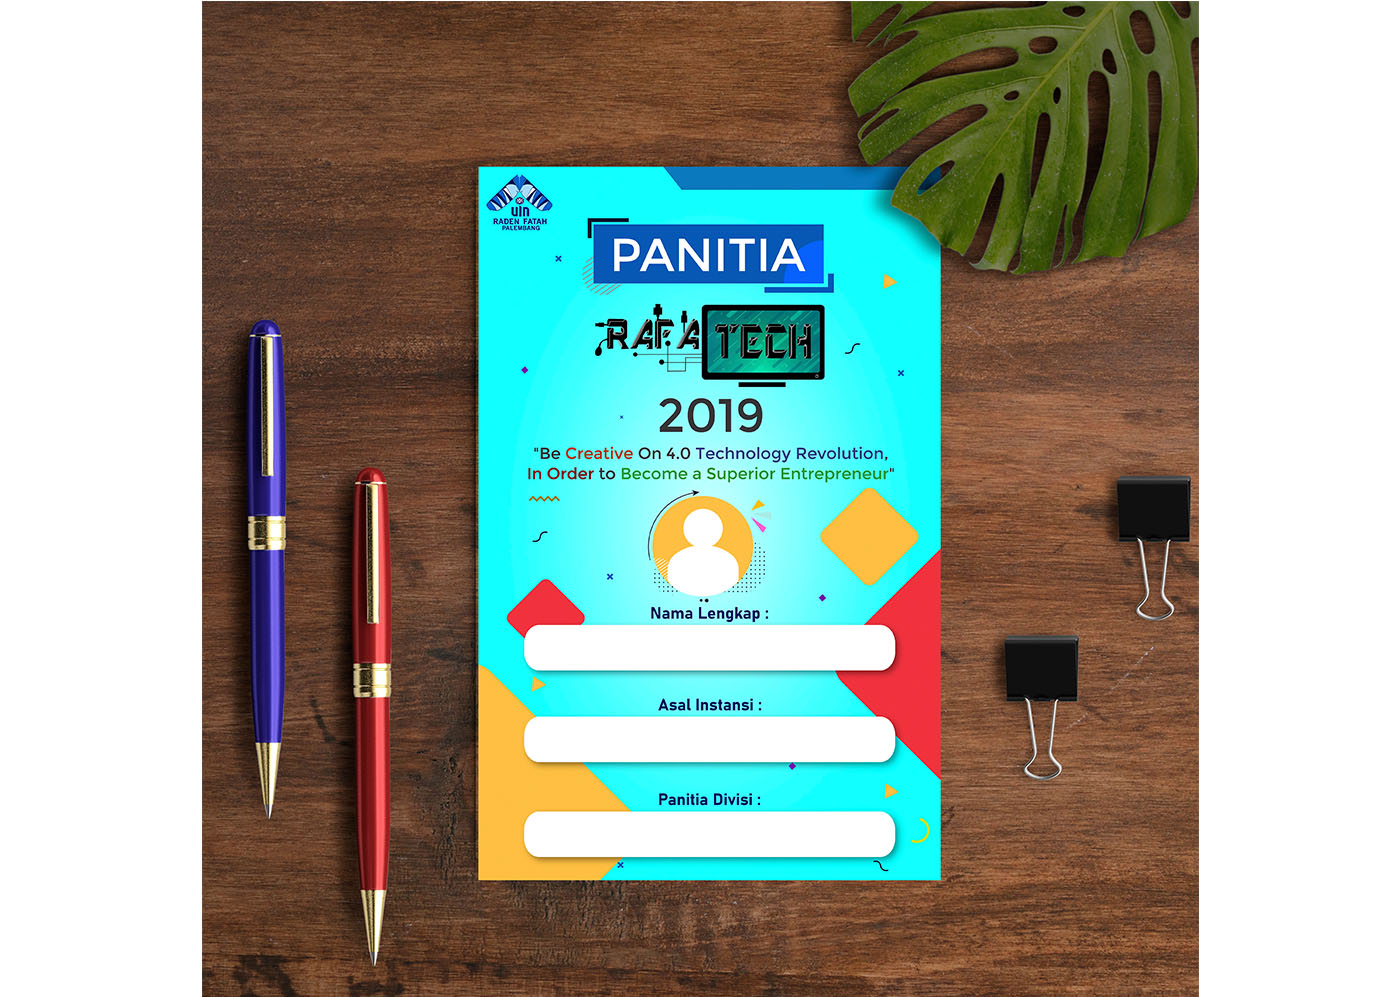 uin
RADEN FATAH
PALEMBANG
PANITIA
RAFA TECH
2019
"Be Creative On 4.0 Technology Revolution,
In Order to Become a Superior Entrepreneur"
Nama Lengkap :
Asal Instansi :
Panitia Divisi :